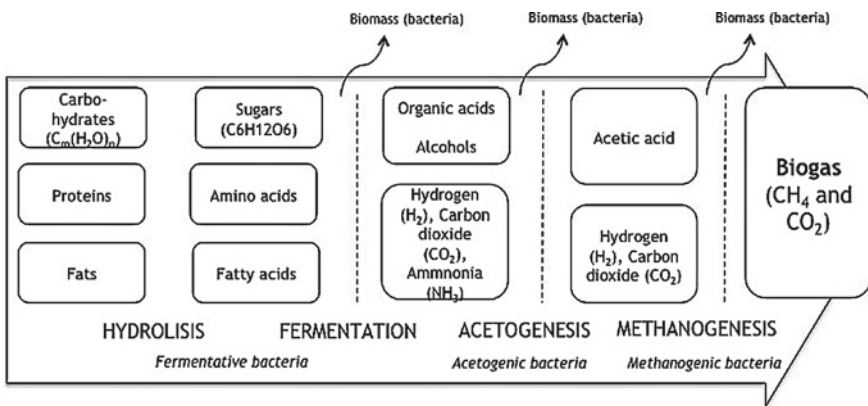 Biomass (bacteria)
Biomass (bacteria)
Biomass (bacteria)
Carbo-
hydrates
(Cₘ(H₂O)ₙ)
Sugars
(C6H12O6)
Proteins
Amino acids
Fats
Fatty acids
Organic acids
Alcohols
Hydrogen
(H₂), Carbon
dioxide
(CO₂),
Ammnonia
(NH₃)
Acetic acid
Hydrogen
(H₂), Carbon
dioxide (CO₂)
Biogas
(CH₄ and
CO₂)
HYDROLISIS
FERMENTATION
ACETOGENESIS
METHANOGENESIS
Fermentative bacteria
Acetogenic bacteria
Methanogenic bacteria